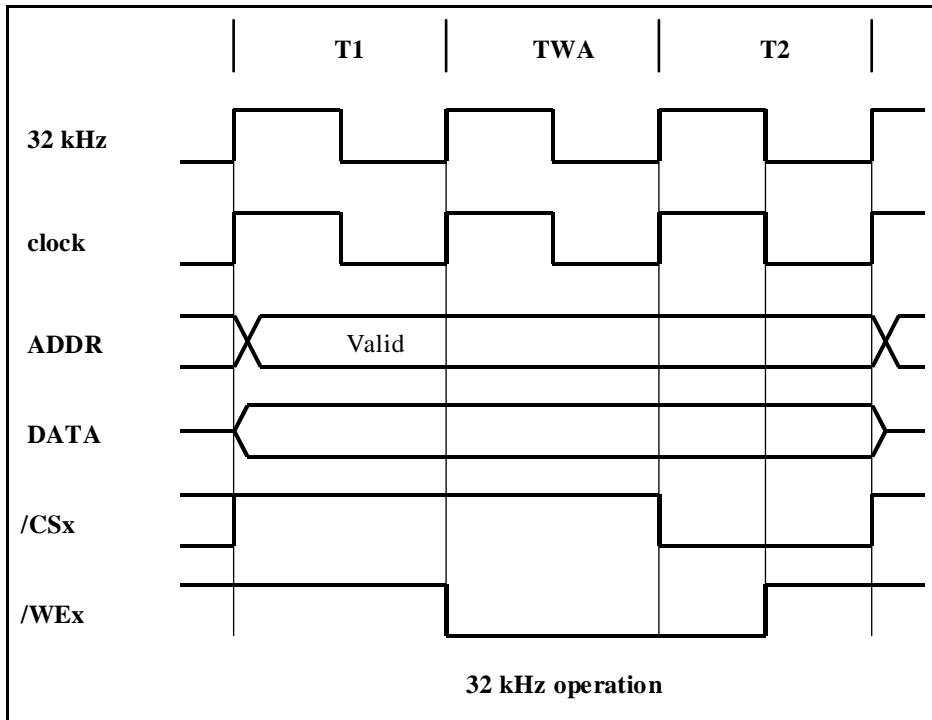 T1 TWA T2
32 kHz
clock
ADDR Valid
DATA
/CSx
/WEx
32 kHz operation